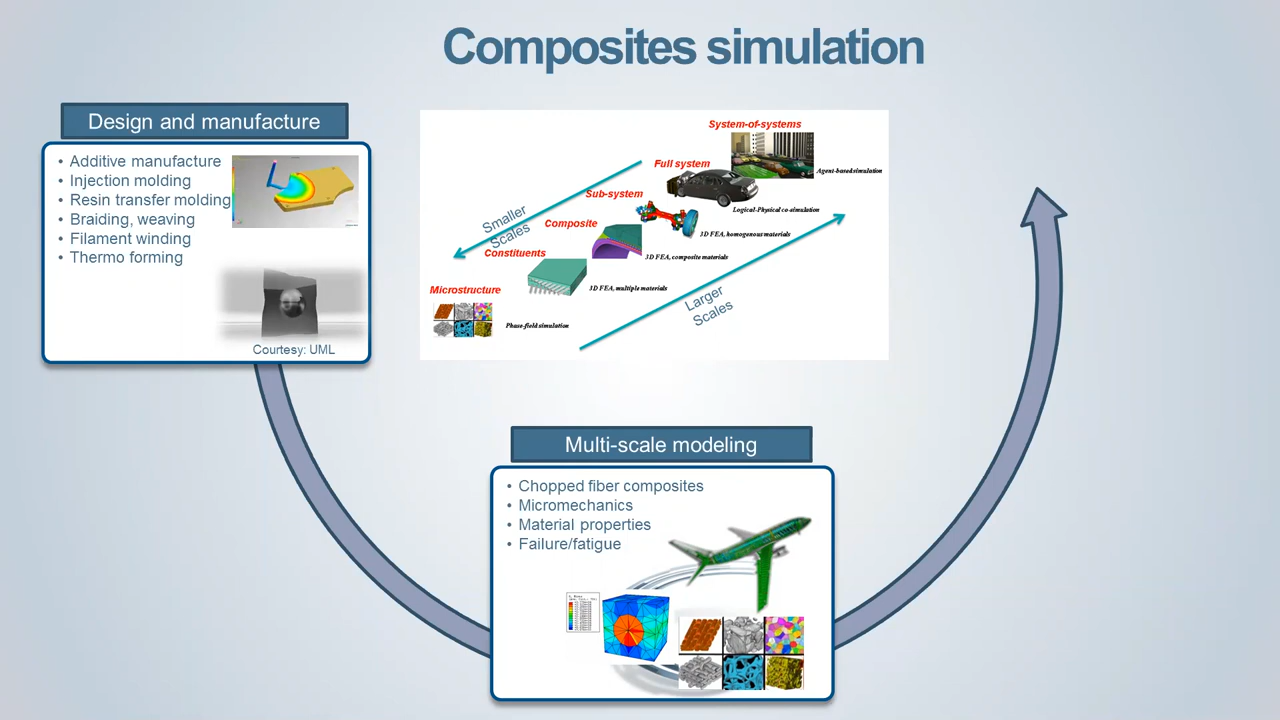 Composites simulation
Design and manufacture
• Additive manufacture
• Injection molding
• Resin transfer molding
• Braiding, weaving
• Filament winding
• Thermo forming
Courtesy: UML
System-of-systems
Agent-based simulation
Full system
Logical-Physical co-simulation
Sub-system
3D FEA, homogenous materials
Composite
3D FEA, composite materials
Constituents
3D FEA, multiple materials
Microstructure
Phase-field simulation
Smaller
Scales
Larger
Scales
Multi-scale modeling
• Chopped fiber composites
• Micromechanics
• Material properties
• Failure/fatigue